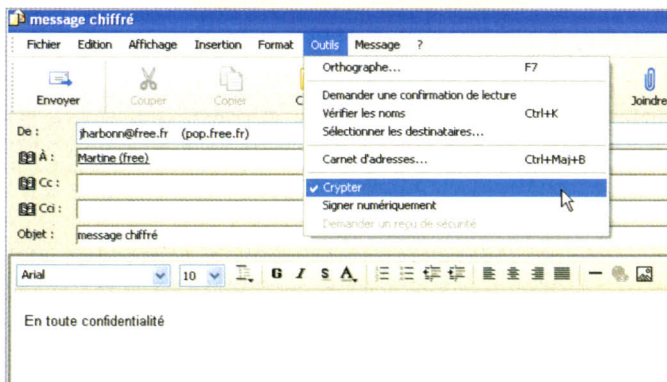 message chiffré
Fichier Edition Affichage Insertion Format Outils Message ?
Envoyer Couper Copier C Joindre
Orthographe... F7
Demander une confirmation de lecture
Vérifier les noms Ctrl+K
Sélectionner les destinataires...
Carnet d'adresses... Ctrl+Maj+B
Crypter
Signer numériquement
Demander un reçu de sécurité
De : jharbonn@free.fr (pop.free.fr)
À : Martine (free)
Cc :
Cci :
Objet : message chiffré
Arial 10 G I S A
En toute confidentialité